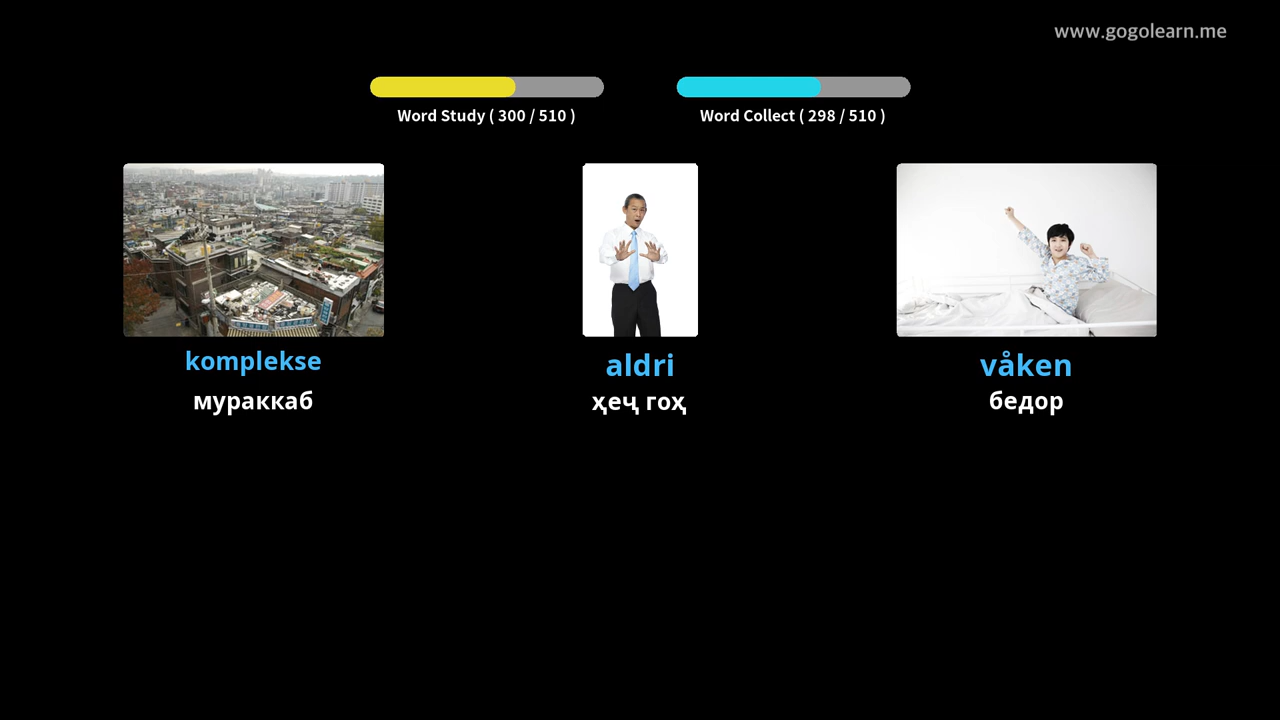 www.gogolearn.me
Word Study ( 300 / 510 )
Word Collect ( 298 / 510 )
komplekse
aldri
våken
мураккаб
ҳеҷ гоҳ
бедор